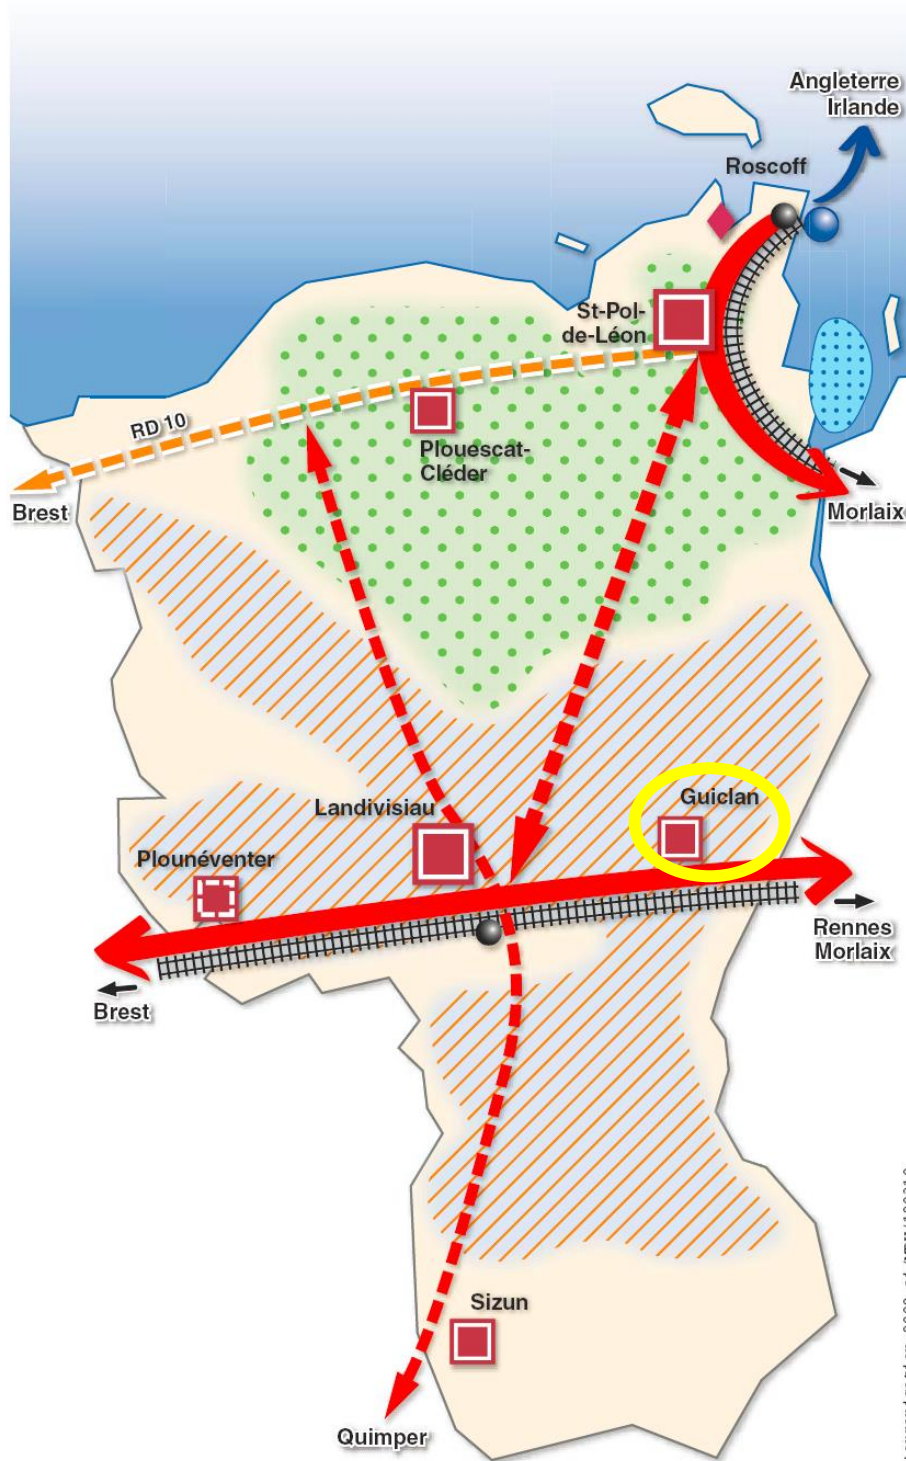 Angleterre
Irlande
Roscoff
St-Pol-
de-Léon
RD 10
Plouescat-
Cléder
Brest
Morlaix
Guiclan
Landivisiau
Plounéventer
Rennes
Morlaix
Brest
Sizun
Quimper